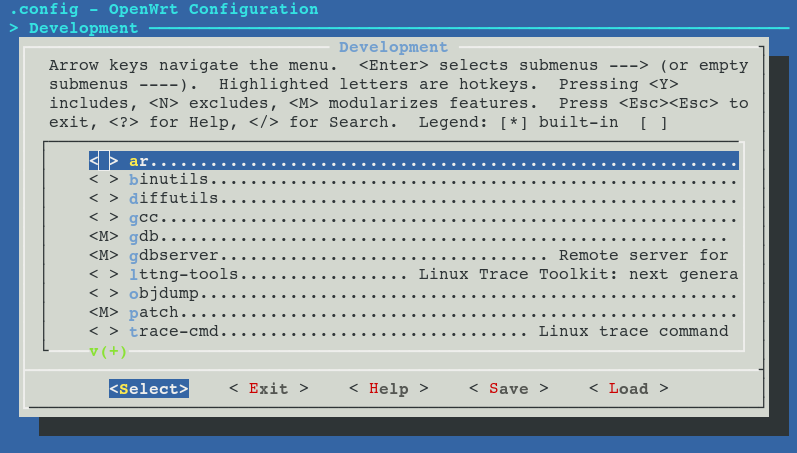 .config - OpenWrt Configuration
> Development
Development
Arrow keys navigate the menu.  <Enter> selects submenus ---> (or empty
submenus ----).  Highlighted letters are hotkeys.  Pressing <Y>
includes, <N> excludes, <M> modularizes features.  Press <Esc><Esc> to
exit, <?> for Help, </> for Search.  Legend: [*] built-in  [ ]
< > ar...........................................................
< > binutils.....................................................
< > diffutils....................................................
< > gcc..........................................................
<M> gdb.........................................................
<M> gdbserver................................. Remote server for
< > lttng-tools................. Linux Trace Toolkit: next genera
< > objdump......................................................
<M> patch........................................................
< > trace-cmd............................... Linux trace command
v(+)
<Select>    < Exit >    < Help >    < Save >    < Load >